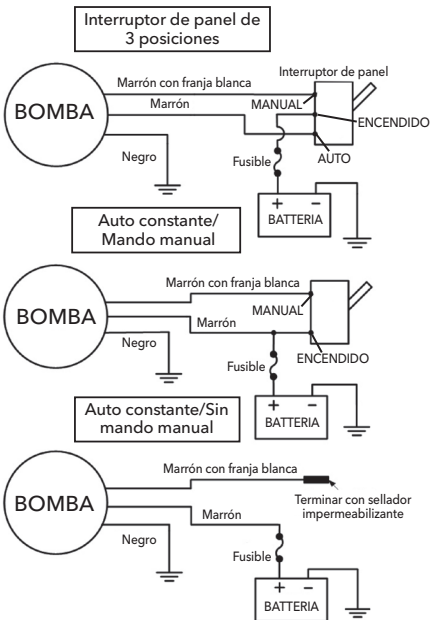 Interruptor de panel de
3 posiciones
Marrón con franja blanca
Interruptor de panel
BOMBA
Marrón
MANUAL
ENCENDIDO
Negro
Fusible
AUTO
+ −
BATTERIA
Auto constante/
Mando manual
Marrón con franja blanca
BOMBA
MANUAL
Marrón
Negro
Fusible
ENCENDIDO
+ −
BATTERIA
Auto constante/Sin
mando manual
Marrón con franja blanca
BOMBA
Terminar con sellador
impermeabilizante
Marrón
Negro
Fusible
+ −
BATTERIA